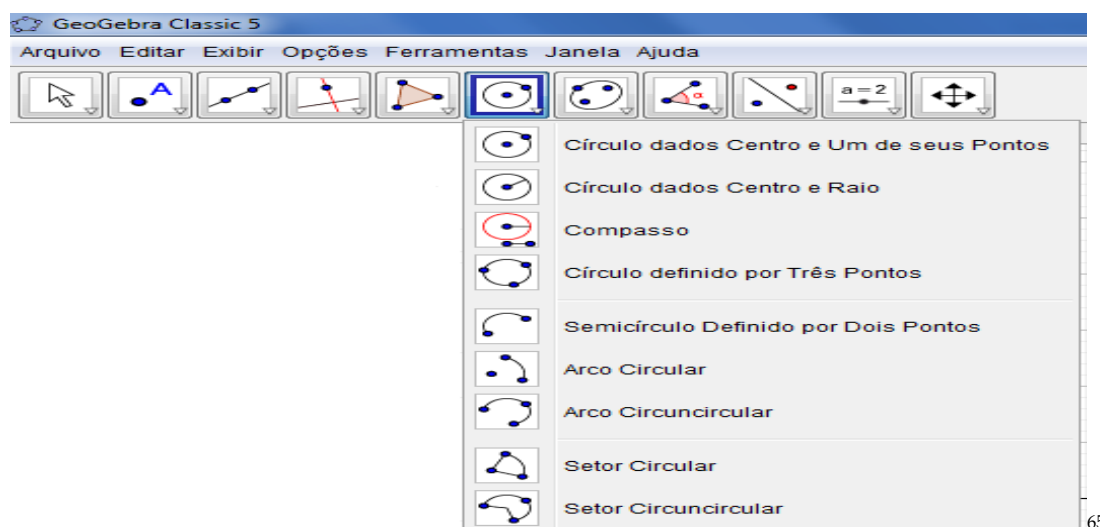 GeoGebra Classic 5
Arquivo Editar Exibir Opções Ferramentas Janela Ajuda
A
α
a = 2
Círculo dados Centro e Um de seus Pontos
Círculo dados Centro e Raio
Compasso
Círculo definido por Três Pontos
Semicírculo Definido por Dois Pontos
Arco Circular
Arco Circuncircular
Setor Circular
Setor Circuncircular